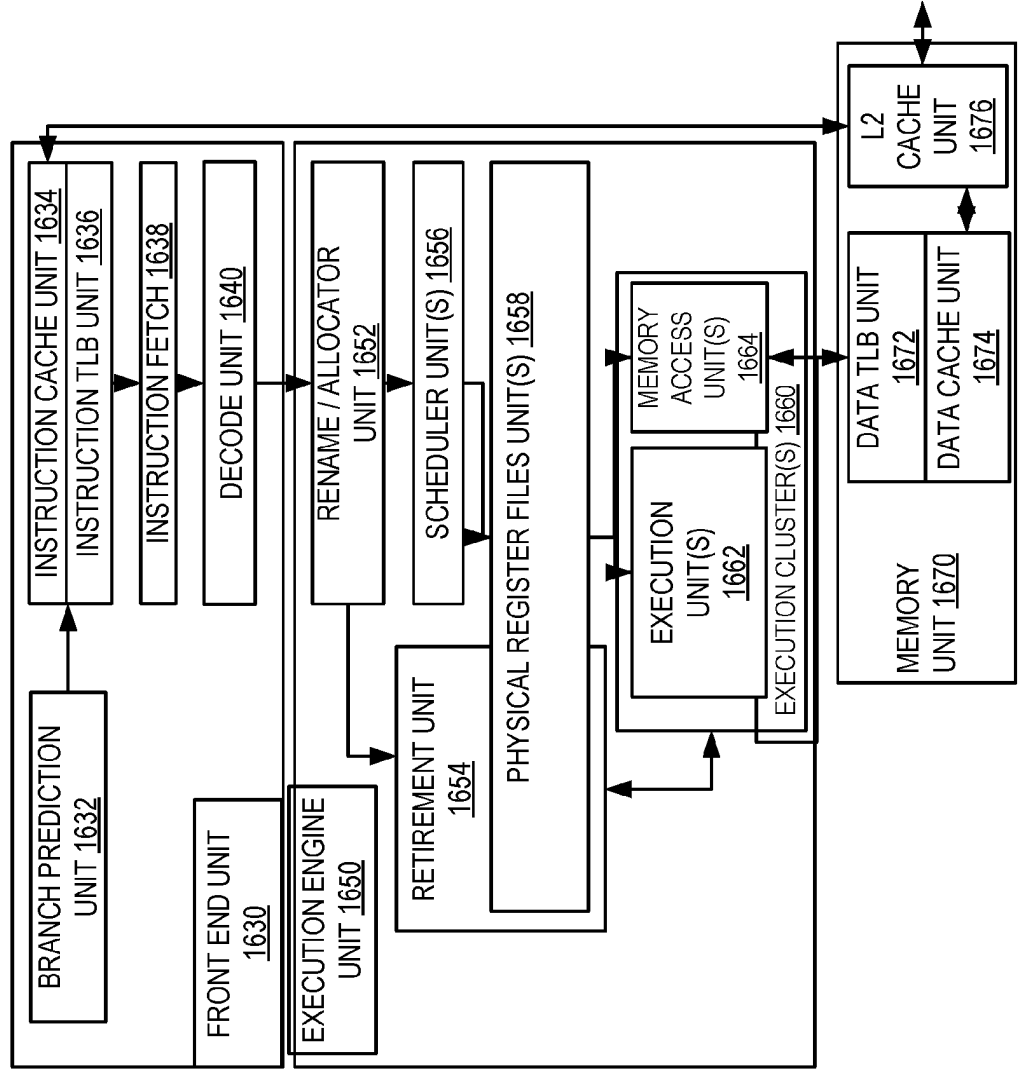 BRANCH PREDICTION
UNIT 1632
INSTRUCTION CACHE UNIT 1634
INSTRUCTION TLB UNIT 1636
INSTRUCTION FETCH 1638
DECODE UNIT 1640
FRONT END UNIT
1630
EXECUTION ENGINE
UNIT 1650
RENAME / ALLOCATOR
UNIT 1652
RETIREMENT UNIT
1654
SCHEDULER UNIT(S) 1656
PHYSICAL REGISTER FILES UNIT(S) 1658
EXECUTION
UNIT(S)
1662
MEMORY
ACCESS
UNIT(S)
1664
EXECUTION CLUSTER(S) 1660
MEMORY
UNIT 1670
DATA TLB UNIT
1672
DATA CACHE UNIT
1674
L2
CACHE
UNIT
1676